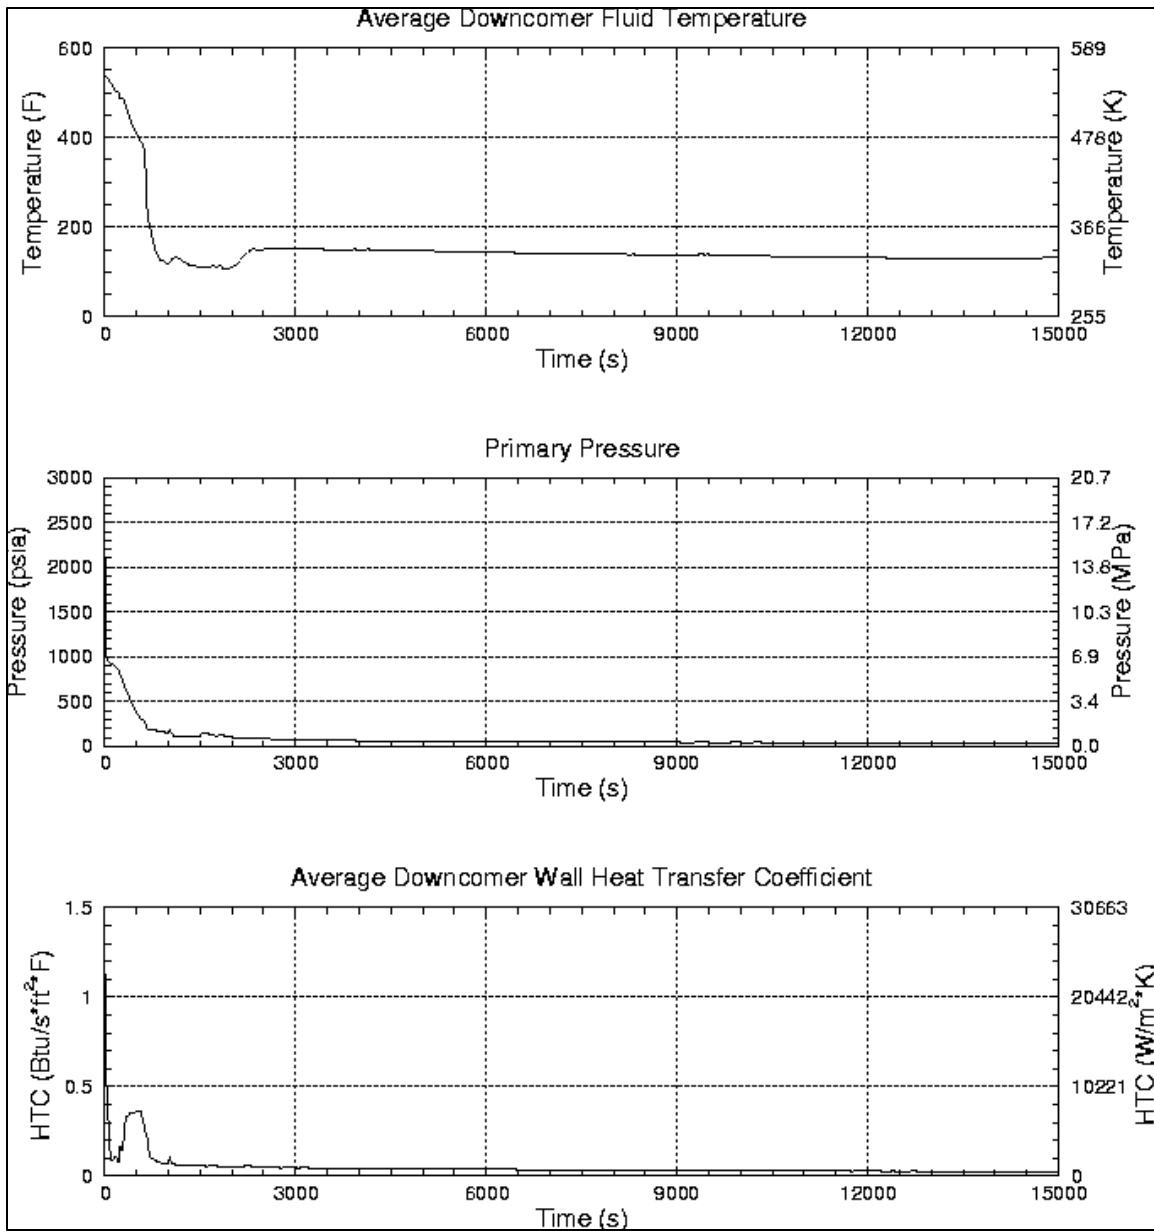 Average Downcomer Fluid Temperature
600 589
400 478
200 366
0 255
Temperature (F)
Temperature (K)
0 3000 6000 9000 12000 15000
Time (s)
Primary Pressure
3000 20.7
2500 17.2
2000 13.8
1500 10.3
1000 6.9
500 3.4
0 0.0
Pressure (psia)
Pressure (MPa)
0 3000 6000 9000 12000 15000
Time (s)
Average Downcomer Wall Heat Transfer Coefficient
1.5 30663
1 20442
0.5 10221
0 0
HTC (Btu/s*ft²*F)
HTC (W/m²*K)
0 3000 6000 9000 12000 15000
Time (s)